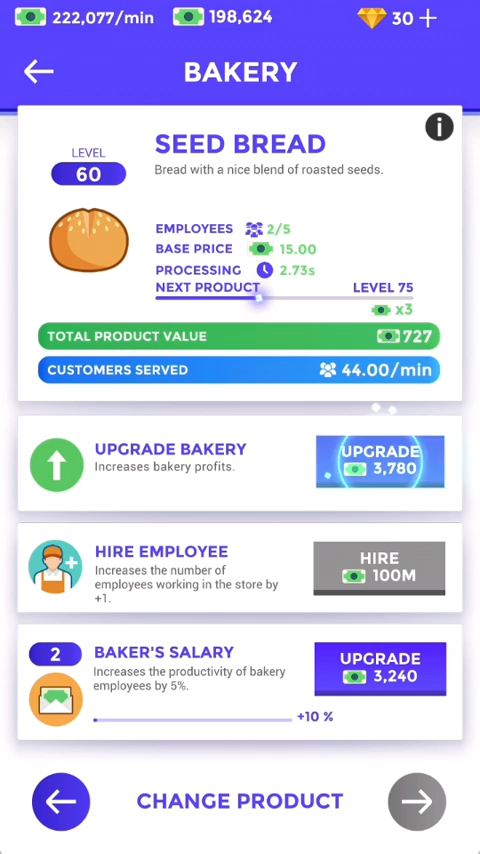 222,077/min 198,624 30 +
BAKERY
i
SEED BREAD
LEVEL
60
Bread with a nice blend of roasted seeds.
EMPLOYEES 2/5
BASE PRICE 15.00
PROCESSING 2.73s
NEXT PRODUCT LEVEL 75
x3
TOTAL PRODUCT VALUE 727
CUSTOMERS SERVED 44.00/min
UPGRADE BAKERY
Increases bakery profits.
UPGRADE
3,780
HIRE EMPLOYEE
Increases the number of
employees working in the store by
+1.
HIRE
100M
2
BAKER'S SALARY
Increases the productivity of bakery
employees by 5%.
+10 %
UPGRADE
3,240
CHANGE PRODUCT